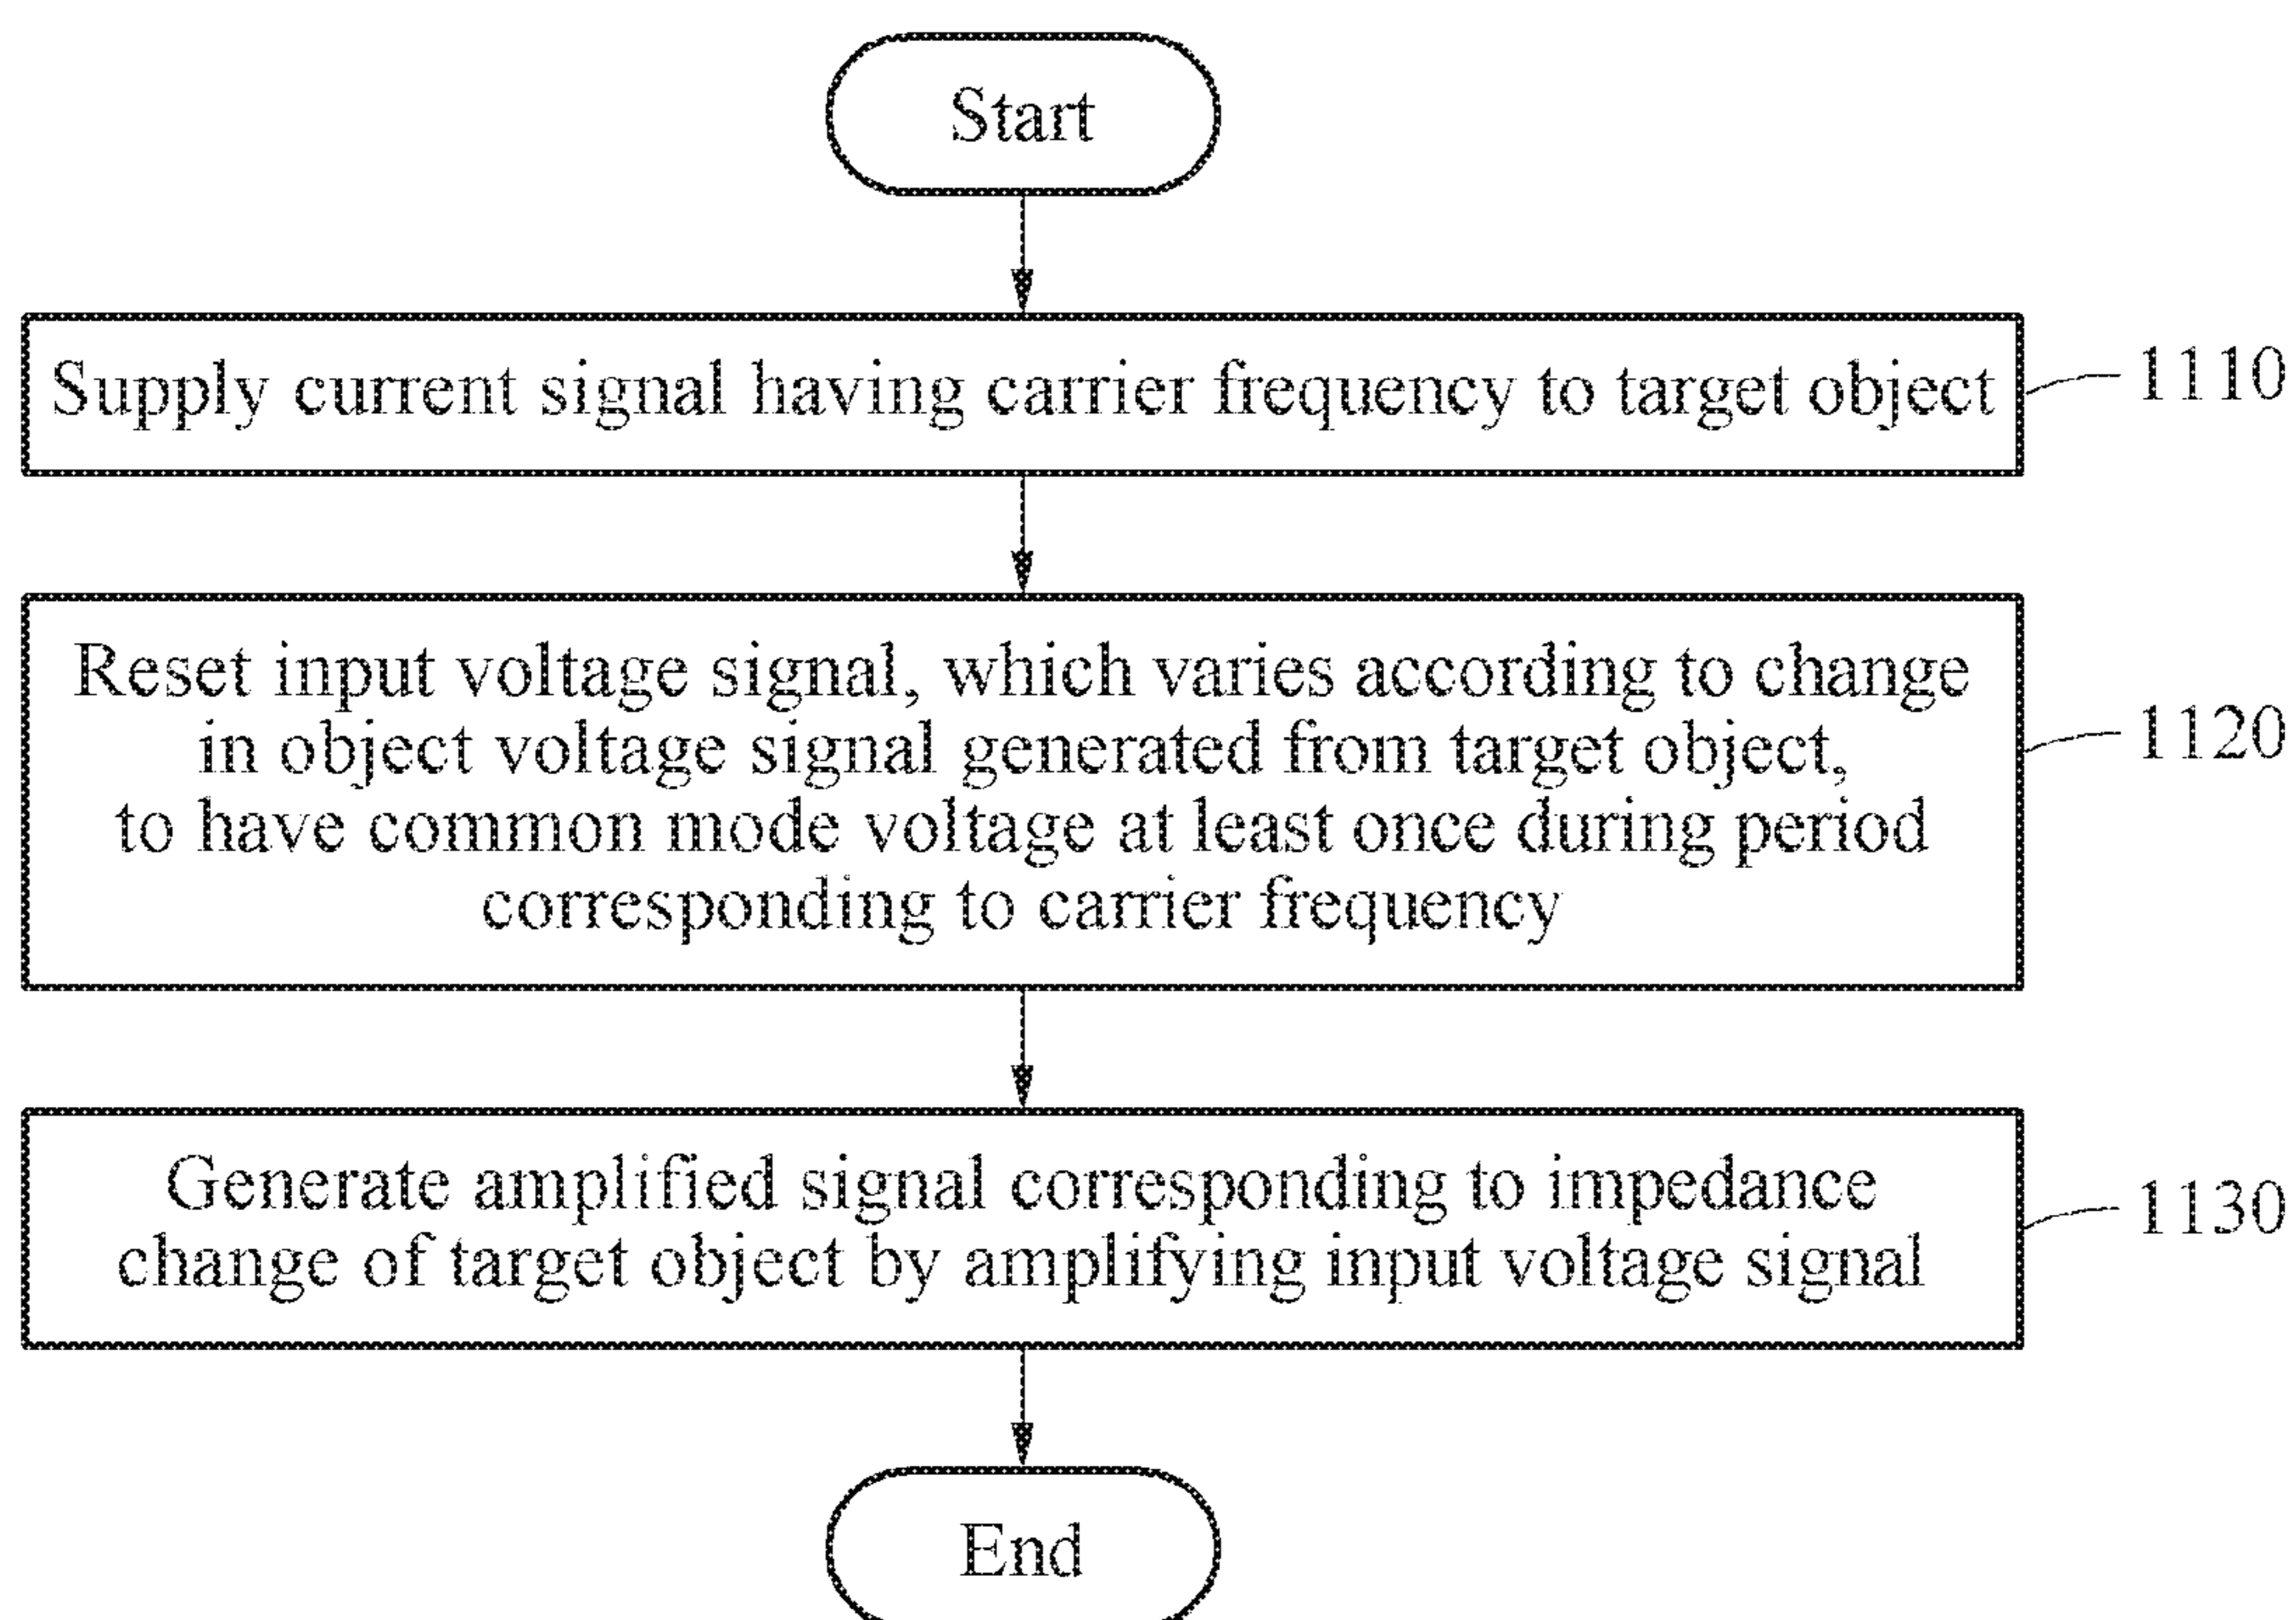 Start
Supply current signal having carrier frequency to target object
1110
Reset input voltage signal, which varies according to change
in object voltage signal generated from target object,
to have common mode voltage at least once during period
corresponding to carrier frequency
1120
Generate amplified signal corresponding to impedance
change of target object by amplifying input voltage signal
1130
End